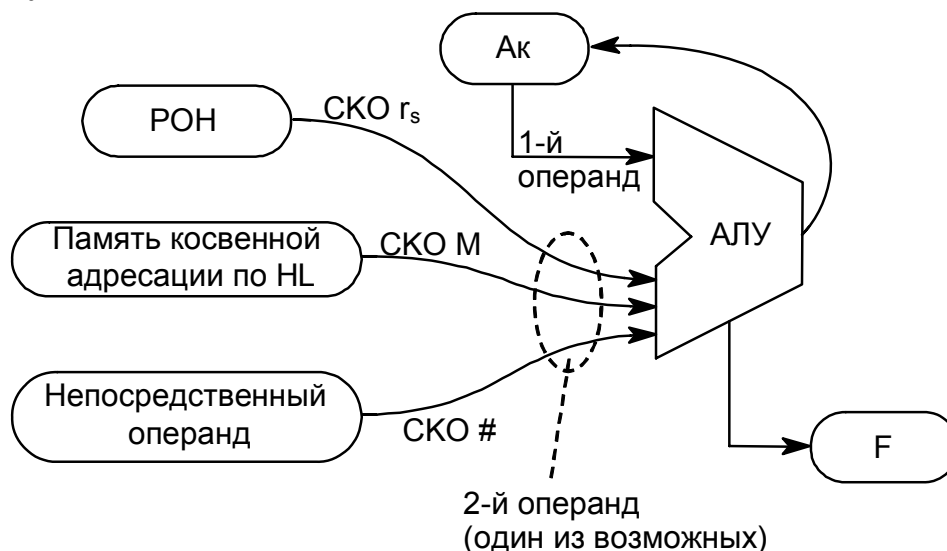 Ак
РОН
СКО rs
1-й
операнд
Память косвенной
адресации по HL
СКО М
АЛУ
Непосредственный
операнд
СКО #
F
2-й операнд
(один из возможных)